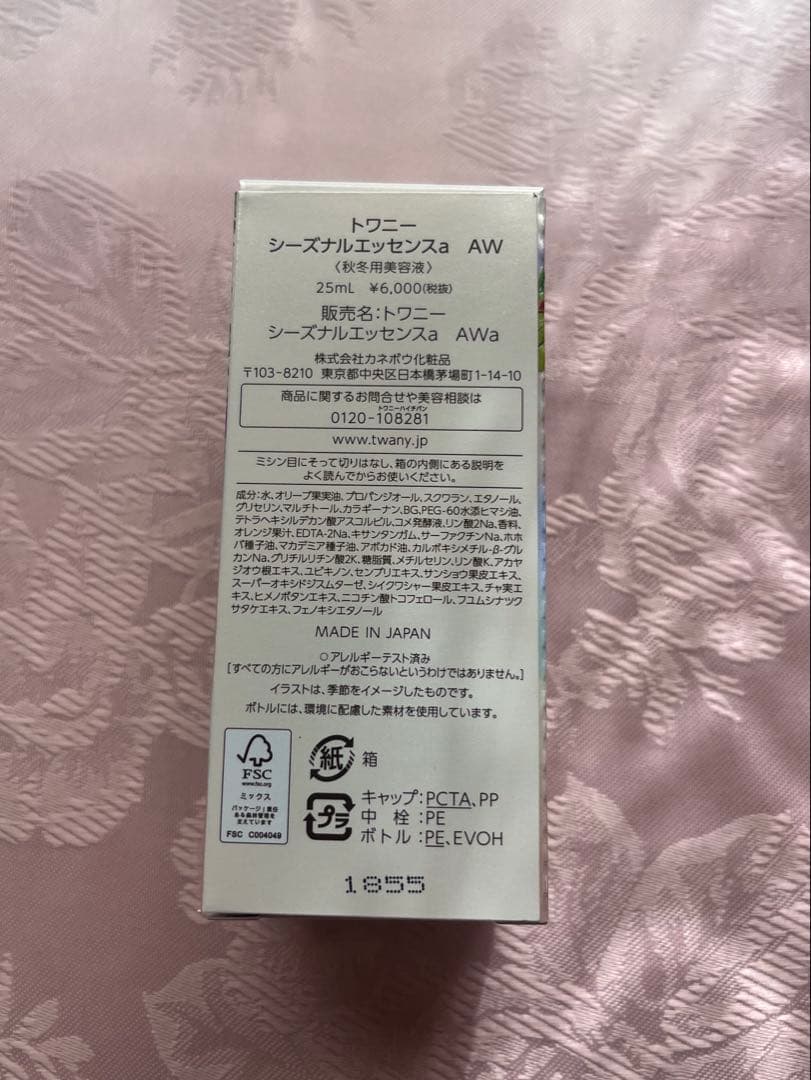 トワニー
シーズナルエッセンスa AW
〈秋冬用美容液〉
25mL ¥6,000(税抜)
販売名：トワニー
シーズナルエッセンスa AWa
株式会社カネボウ化粧品
〒103-8210 東京都中央区日本橋茅場町1-14-10
商品に関するお問合せや美容相談は
トワニーハイチバン
0120-108281
www.twany.jp
ミシン目にそって切りはなし、箱の内側にある説明を
よく読んでからお使いください。
成分：水、オリーブ果実油、プロパンジオール、スクワラン、エタノール、
グリセリン、マルチトール、カラギーナン、BG、PEG-60水添ヒマシ油、
テトラヘキシルデカン酸アスコルビル、コメ発酵液、リン酸2Na、香料、
オレンジ果汁、EDTA-2Na、キサンタンガム、サーファクチンNa、ホホ
バ種子油、マカデミア種子油、アボカド油、カルボキシメチル-β-グル
カンNa、グリチルリチン酸2K、糖脂質、メチルセリン、リン酸K、アカヤ
ジオウ根エキス、ユビキノン、センブリエキス、サンショウ果皮エキス、
スーパーオキシドジスムターゼ、シイクワシャー果皮エキス、チャ実エ
キス、ヒメノボタンエキス、ニコチン酸トコフェロール、フユムシナツク
サタケエキス、フェノキシエタノール
MADE IN JAPAN
○アレルギーテスト済み
[すべての方にアレルギーがおこらないというわけではありません。]
イラストは、季節をイメージしたものです。
ボトルには、環境に配慮した素材を使用しています。
FSC
www.fsc.org
ミックス
パッケージ｜責任
ある森林管理を
支えています
FSC C004049
紙 箱
プラ
キャップ：PCTA、PP
中 栓：PE
ボトル：PE、EVOH
1855